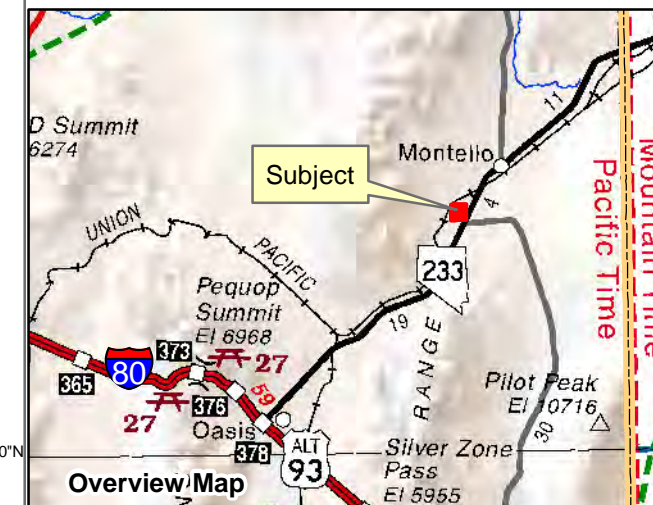 D Summit
6274
Montello
11
Subject
4
UNION
PACIFIC
233
Mountain Time
Pacific Time
Pequop
Summit
El 6968
19
RANGE
373
27
365
80
376
59
27
Pilot Peak
El 10716
30
Oasis
378
ALT
93
0"N
Silver Zone
Pass
El 5955
Overview Map